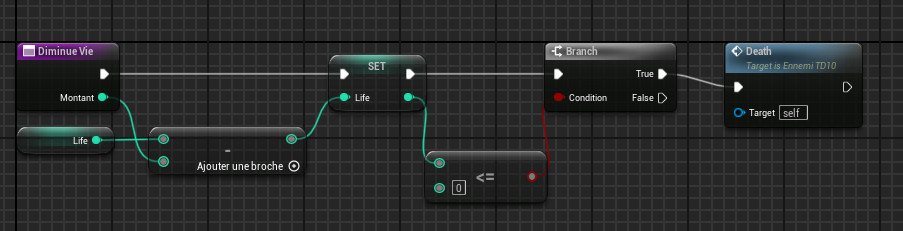 Diminue Vie
Montant
Life
-
Ajouter une broche
SET
Life
0
<=
Branch
True
Condition
False
Death
Target is Ennemi TD10
Target
self